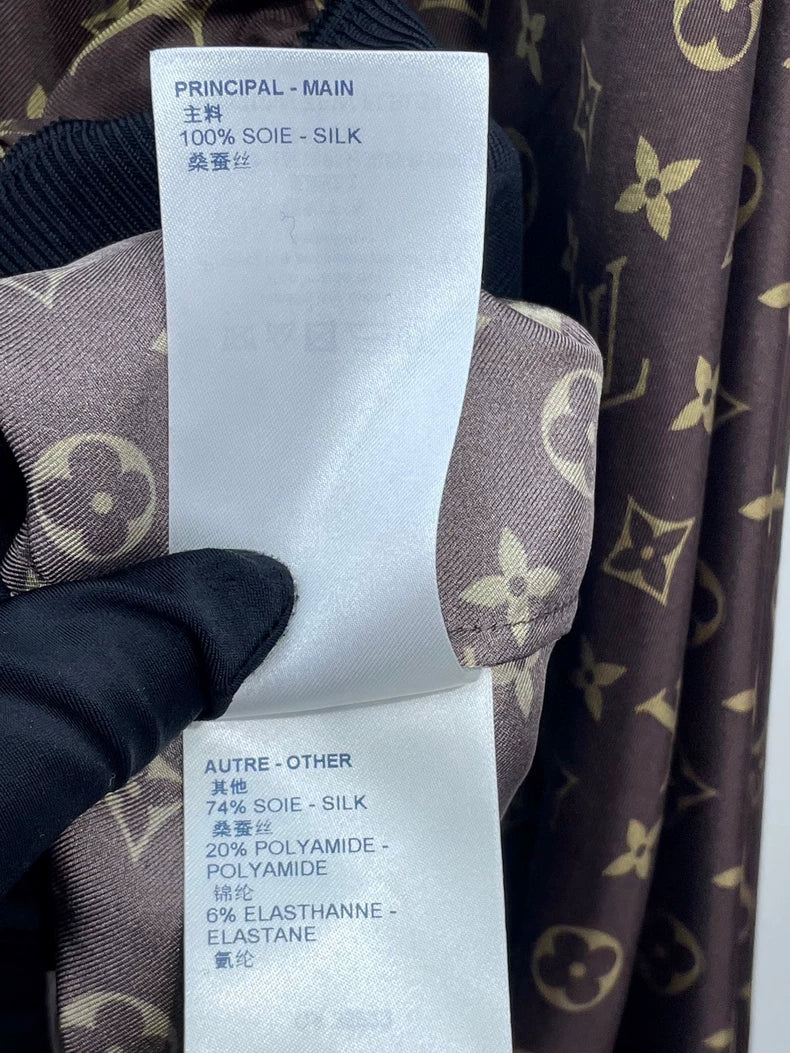 PRINCIPAL - MAIN
主料
100% SOIE - SILK
桑蚕丝
AUTRE - OTHER
其他
74% SOIE - SILK
桑蚕丝
20% POLYAMIDE -
POLYAMIDE
锦纶
6% ELASTHANNE -
ELASTANE
氨纶